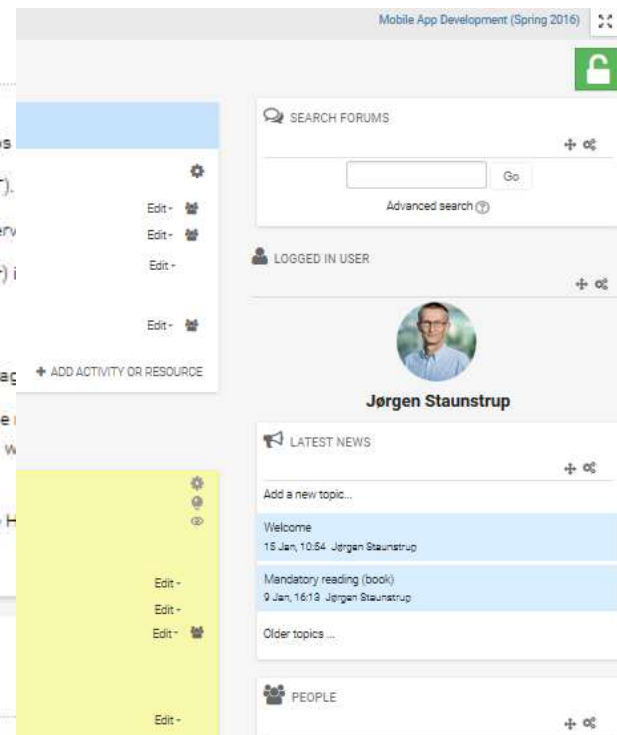 Mobile App Development (Spring 2016)
SEARCH FORUMS
Go
Advanced search
Edit
Edit
Edit
Edit
+ ADD ACTIVITY OR RESOURCE
LOGGED IN USER
Jørgen Staunstrup
LATEST NEWS
Add a new topic...
Welcome
15 Jan, 10:54 Jørgen Staunstrup
Mandatory reading (book)
9 Jan, 16:13 Jørgen Staunstrup
Older topics ...
Edit
Edit
Edit
Edit
PEOPLE